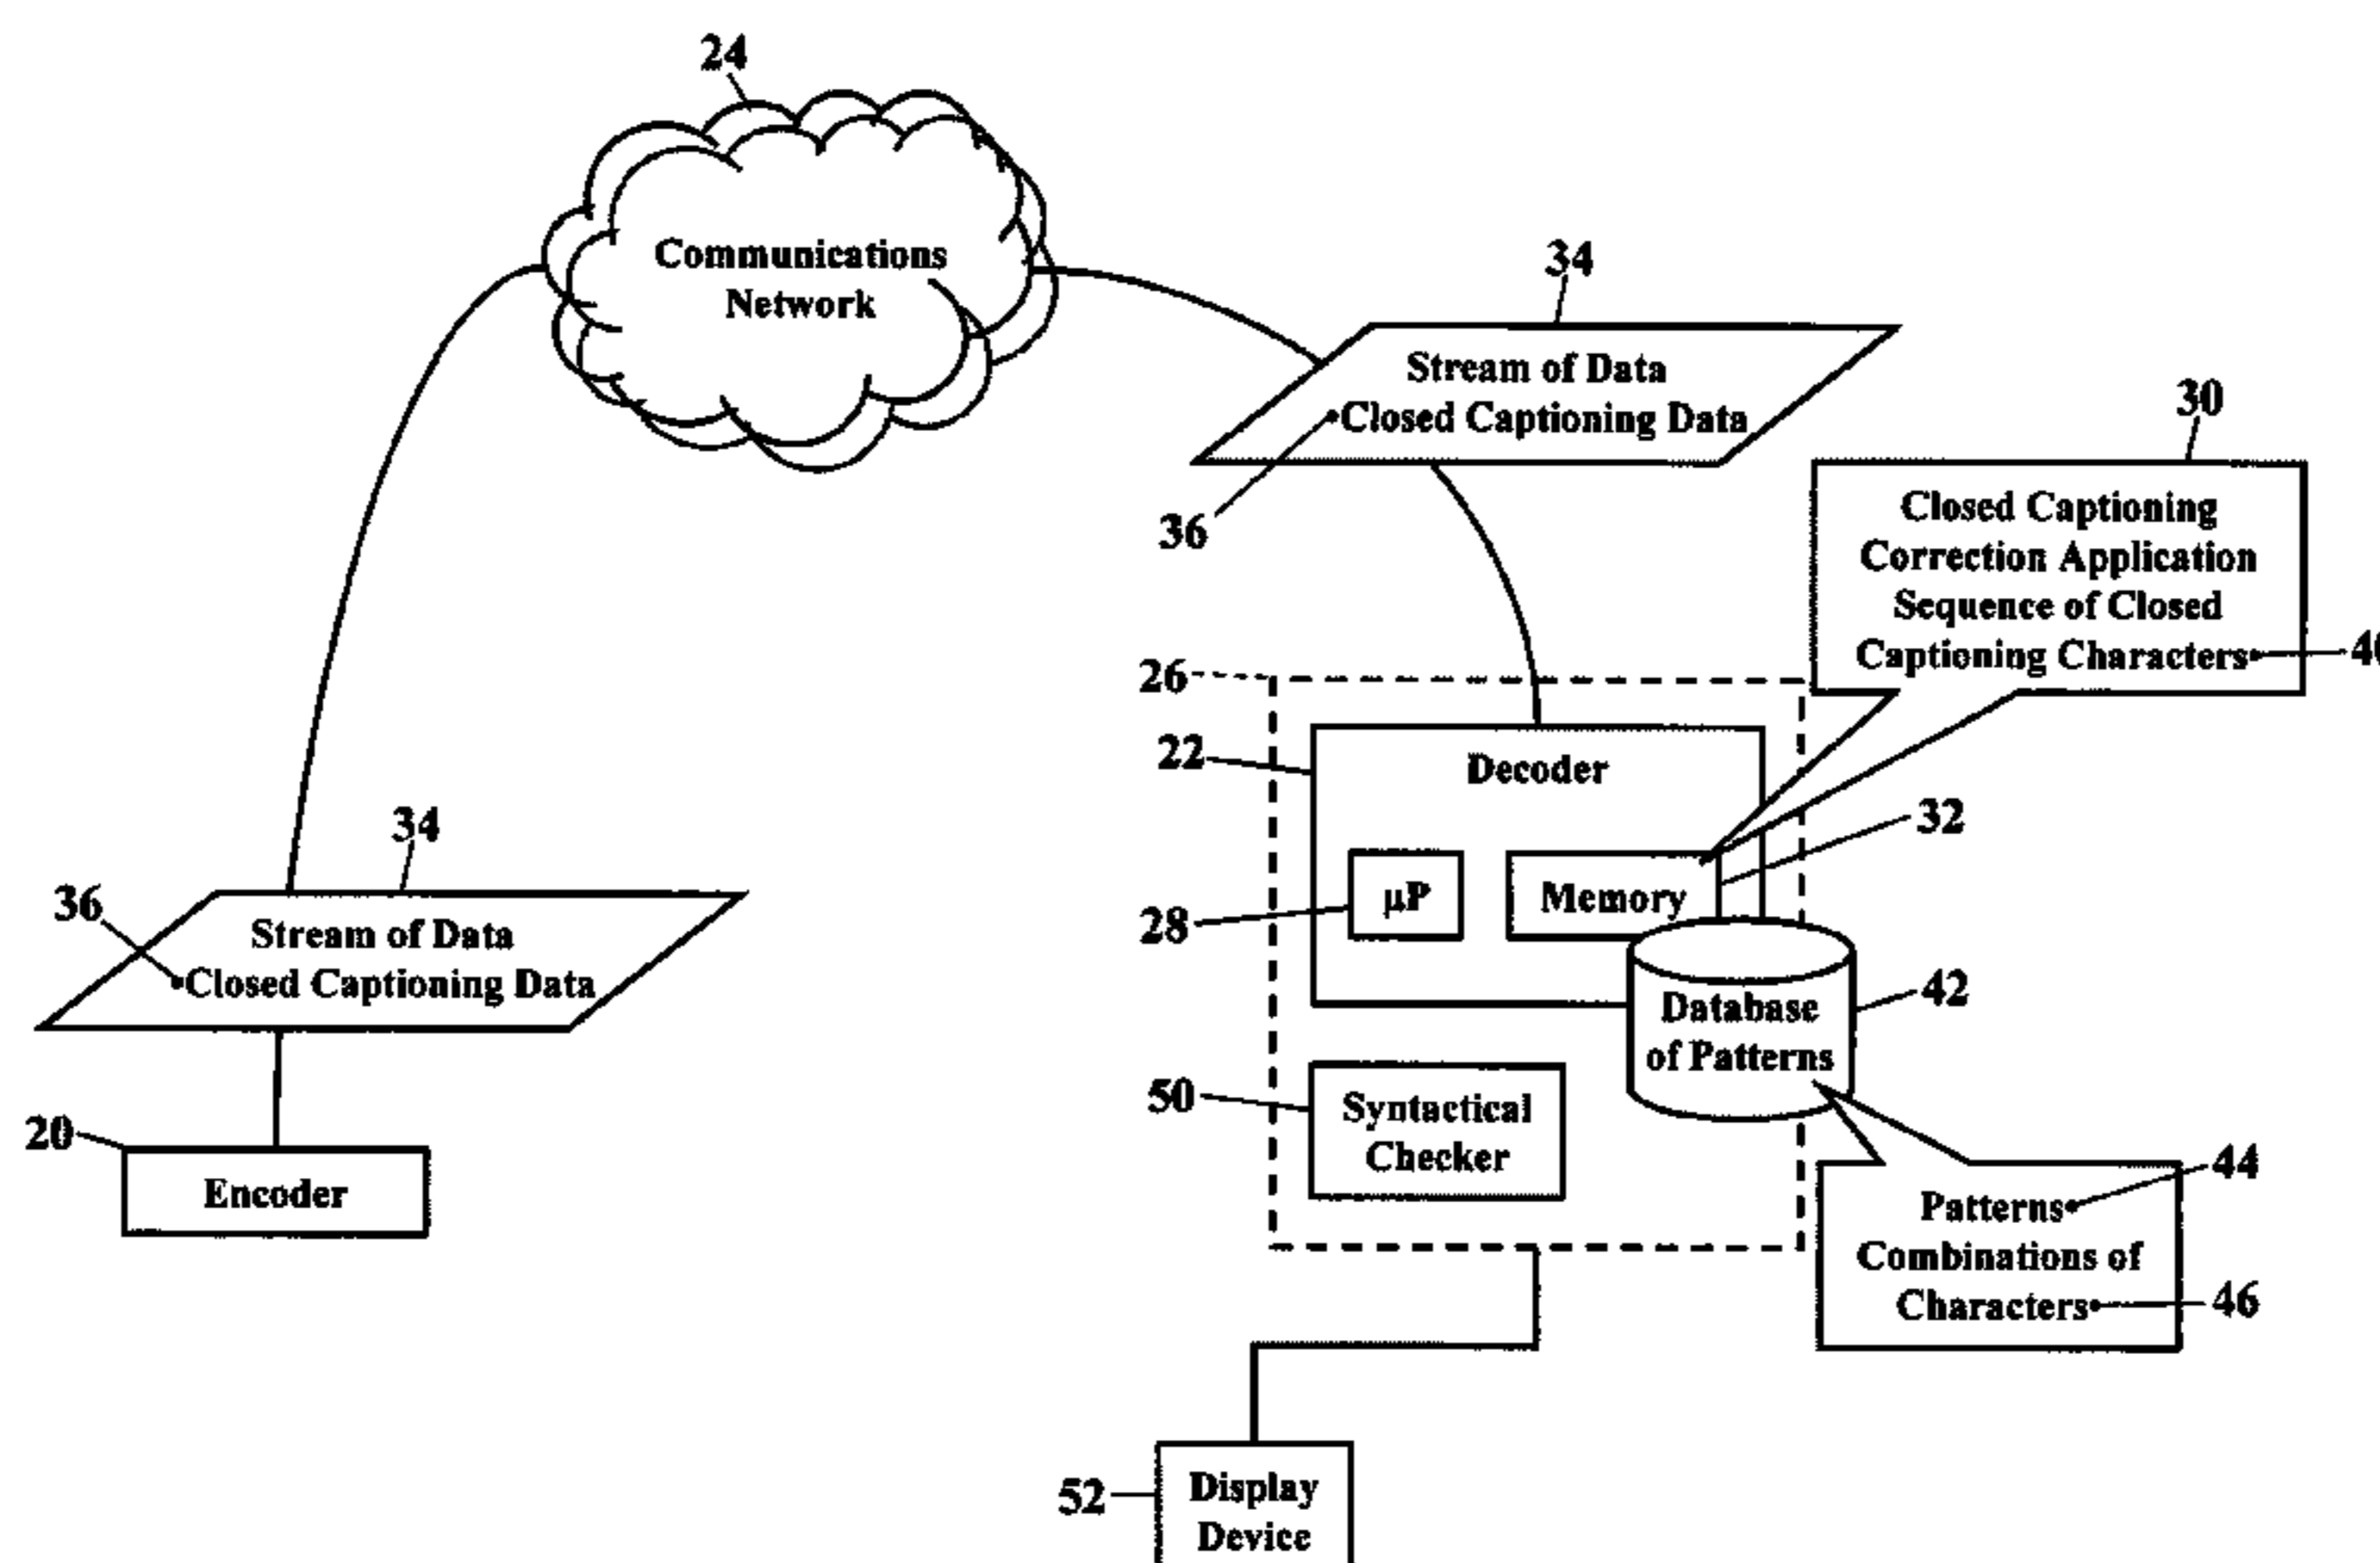 24
Communications
Network
34
Stream of Data
•Closed Captioning Data
36
30
Closed Captioning
Correction Application
Sequence of Closed
Captioning Characters•
26
22
Decoder
32
28
µP
Memory
42
Database
of Patterns
50
Syntactical
Checker
44
Patterns•
Combinations of
Characters•
46
34
36
Stream of Data
•Closed Captioning Data
20
Encoder
52
Display
Device